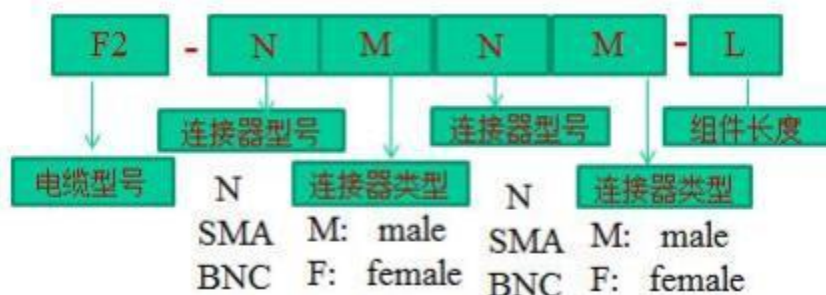 F2 - N M N M - L
连接器型号 连接器型号 组件长度
电缆型号 N 连接器类型 N 连接器类型
SMA M: male SMA M: male
BNC F: female BNC F: female